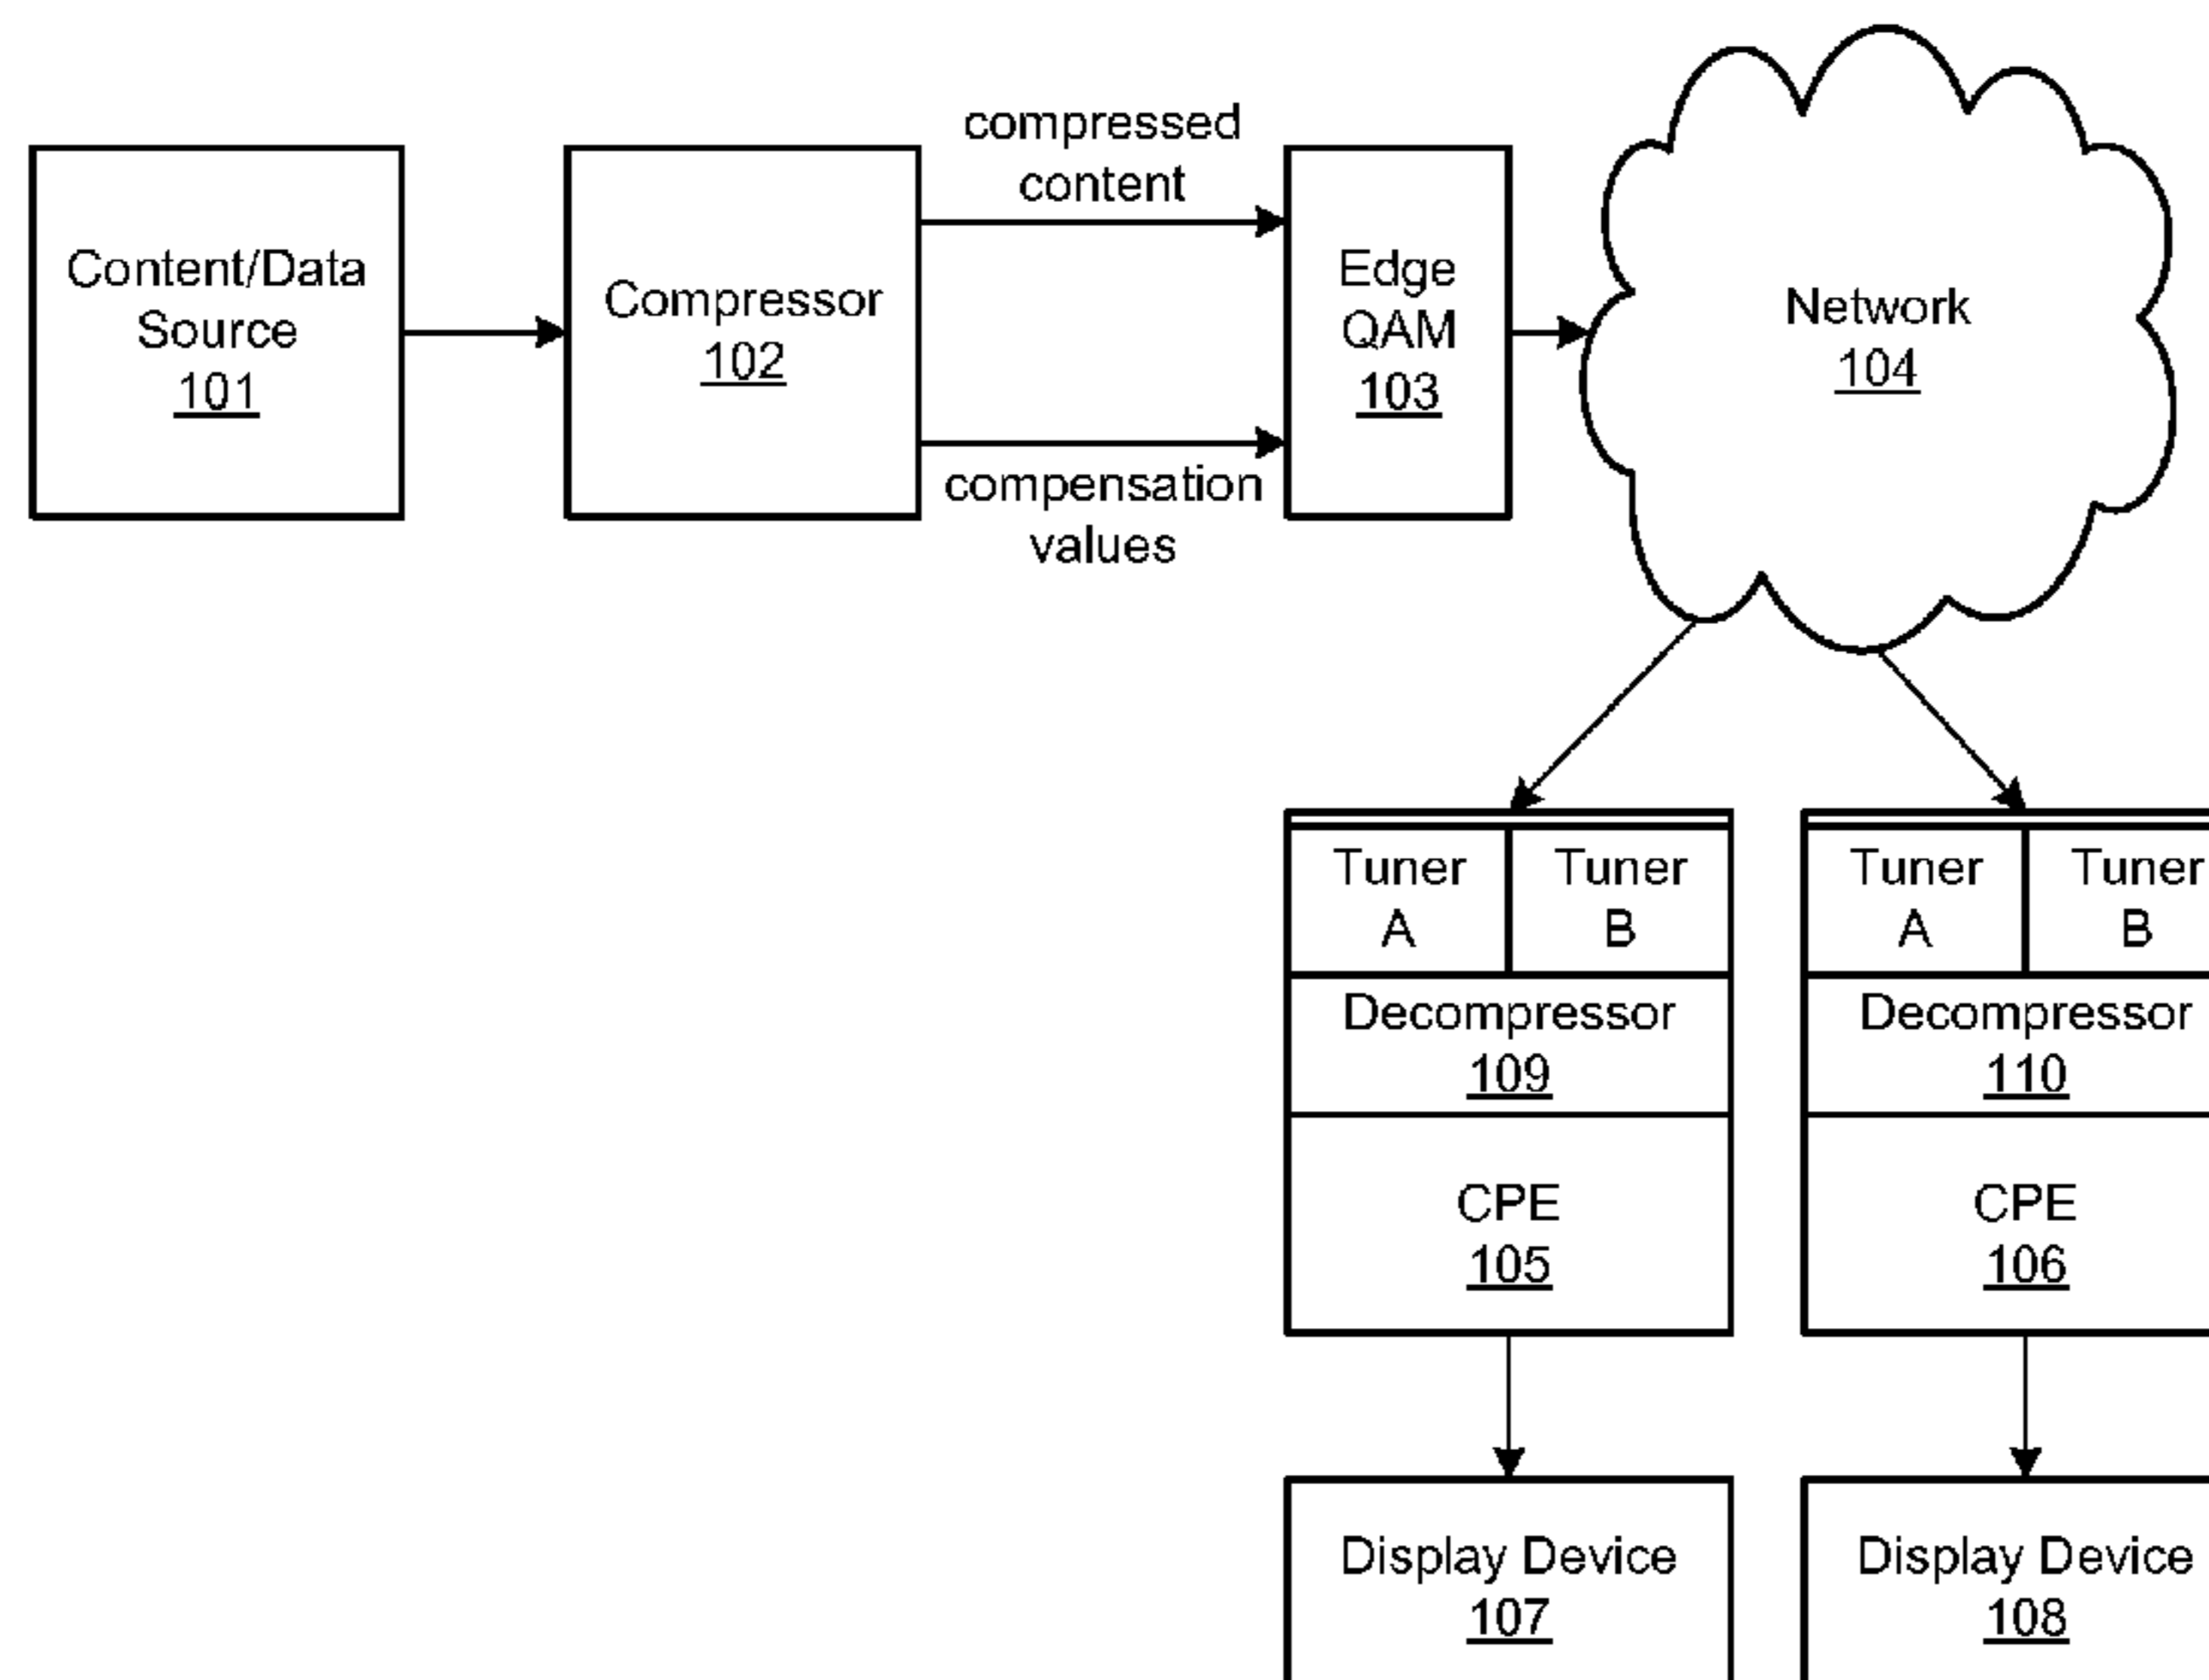 Content/Data
Source
101
Compressor
102
compressed
content
compensation
values
Edge
QAM
103
Network
104
Tuner
A
Tuner
B
Decompressor
109
CPE
105
Display Device
107
Tuner
A
Tuner
B
Decompressor
110
CPE
106
Display Device
108